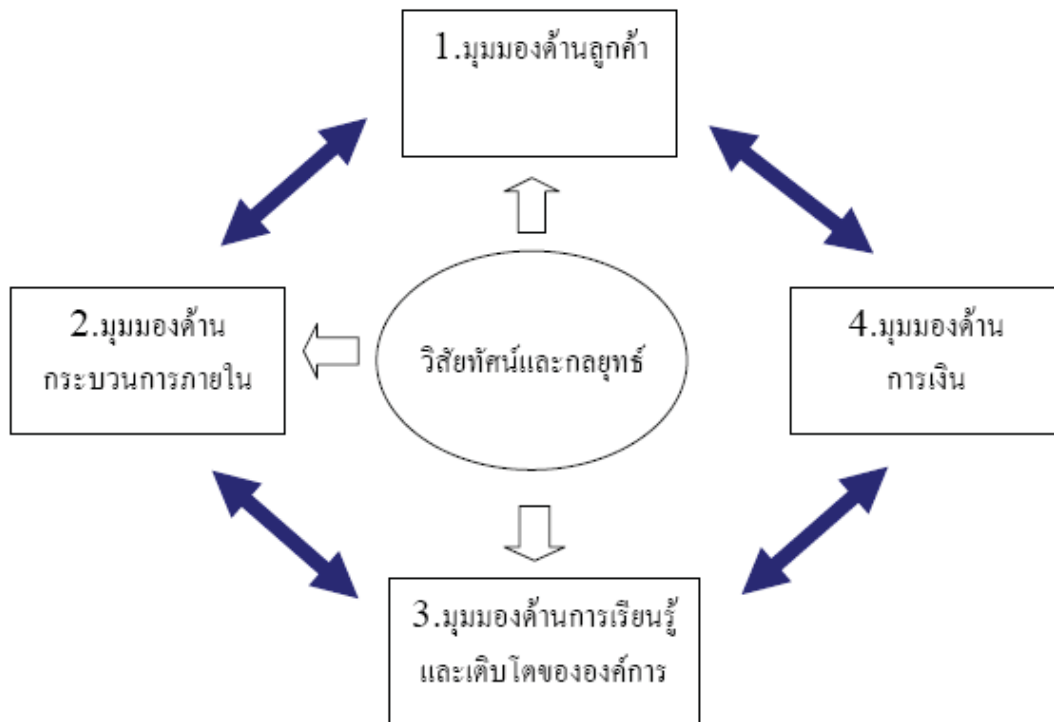 1.มุมมองด้านลูกค้า
2.มุมมองด้าน
กระบวนการภายใน
วิสัยทัศน์และกลยุทธ์
4.มุมมองด้าน
การเงิน
3.มุมมองด้านการเรียนรู้
และเติบโตขององค์การ